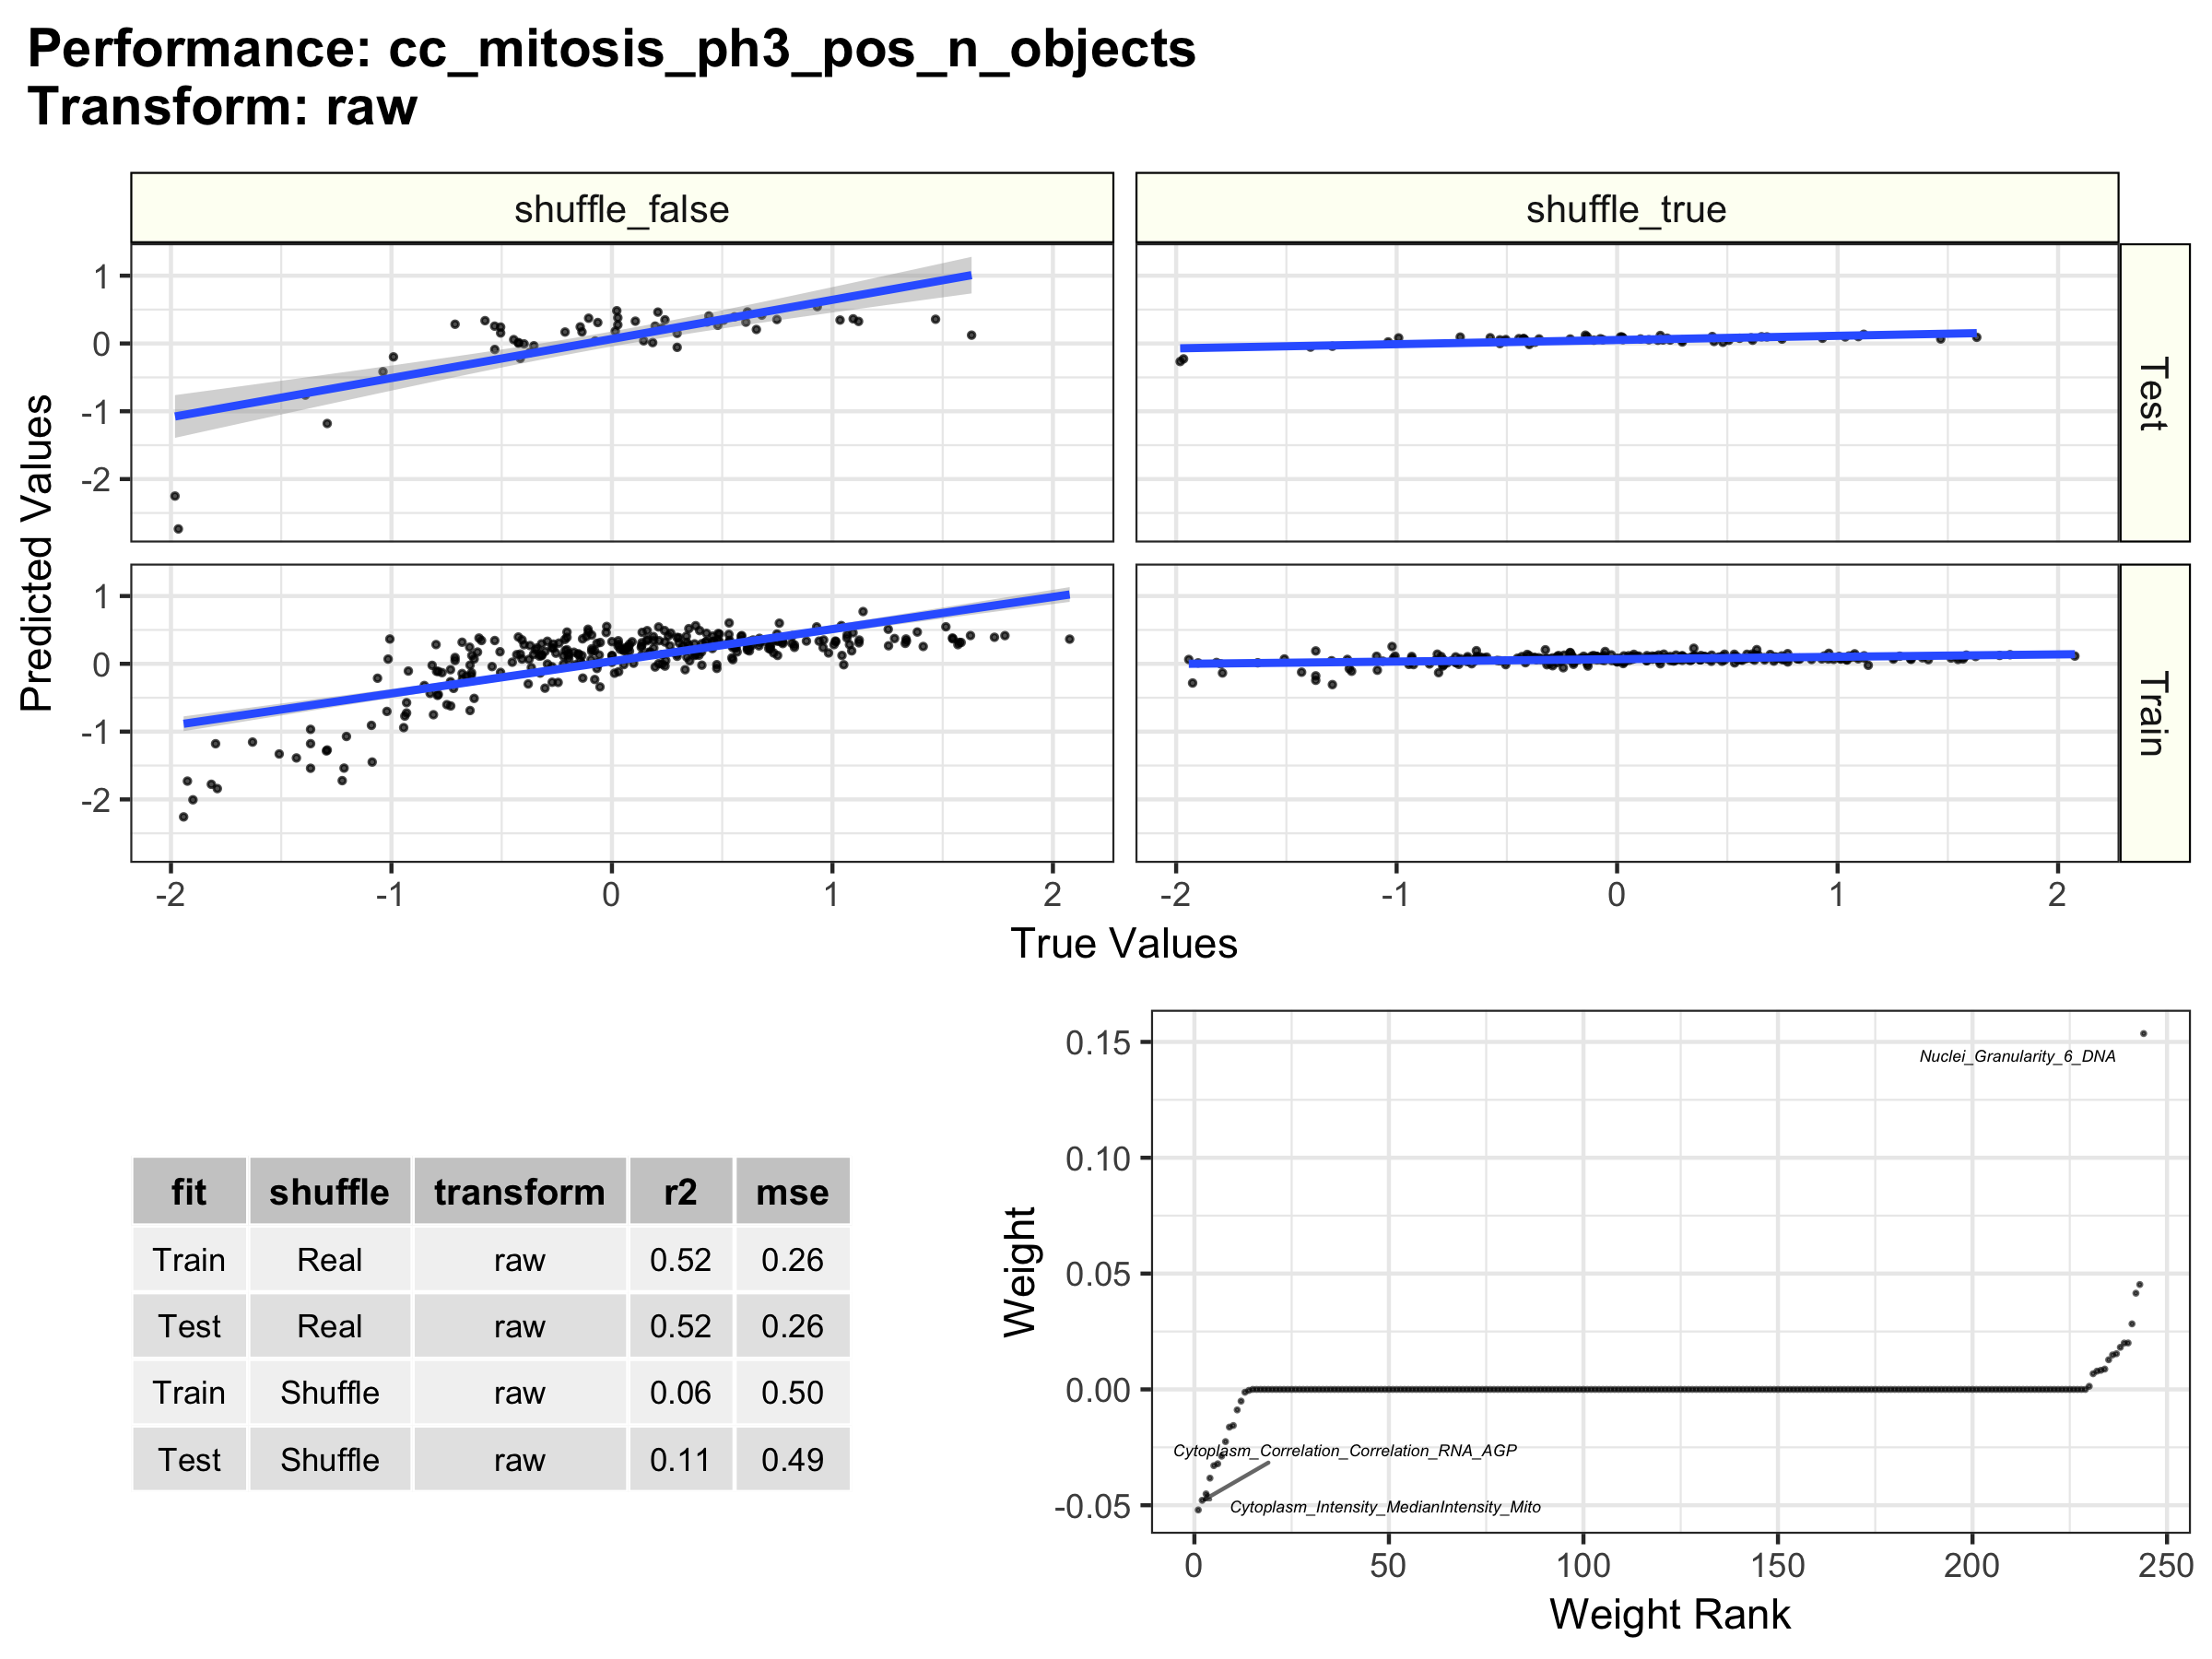 Performance: cc_mitosis_ph3_pos_n_objects
Transform: raw
shuffle_false
shuffle_true
1
0
-1
-2
Test
1
0
-1
-2
Train
Predicted Values
-2 -1 0 1 2
-2 -1 0 1 2
True Values
fit shuffle transform r2 mse
Train Real raw 0.52 0.26
Test Real raw 0.52 0.26
Train Shuffle raw 0.06 0.50
Test Shuffle raw 0.11 0.49
Weight
0.15
0.10
0.05
0.00
-0.05
Nuclei_Granularity_6_DNA
Cytoplasm_Correlation_Correlation_RNA_AGP
Cytoplasm_Intensity_MedianIntensity_Mito
0 50 100 150 200 250
Weight Rank